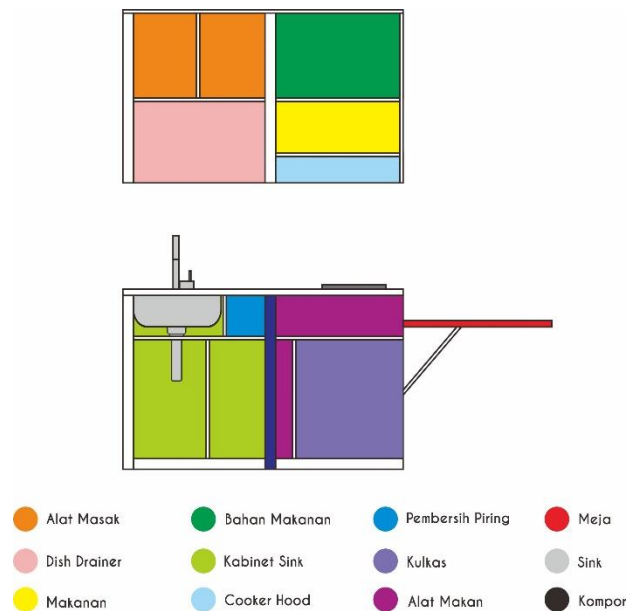 Alat Masak
Bahan Makanan
Pembersih Piring
Meja
Dish Drainer
Kabinet Sink
Kulkas
Sink
Makanan
Cooker Hood
Alat Makan
Kompor